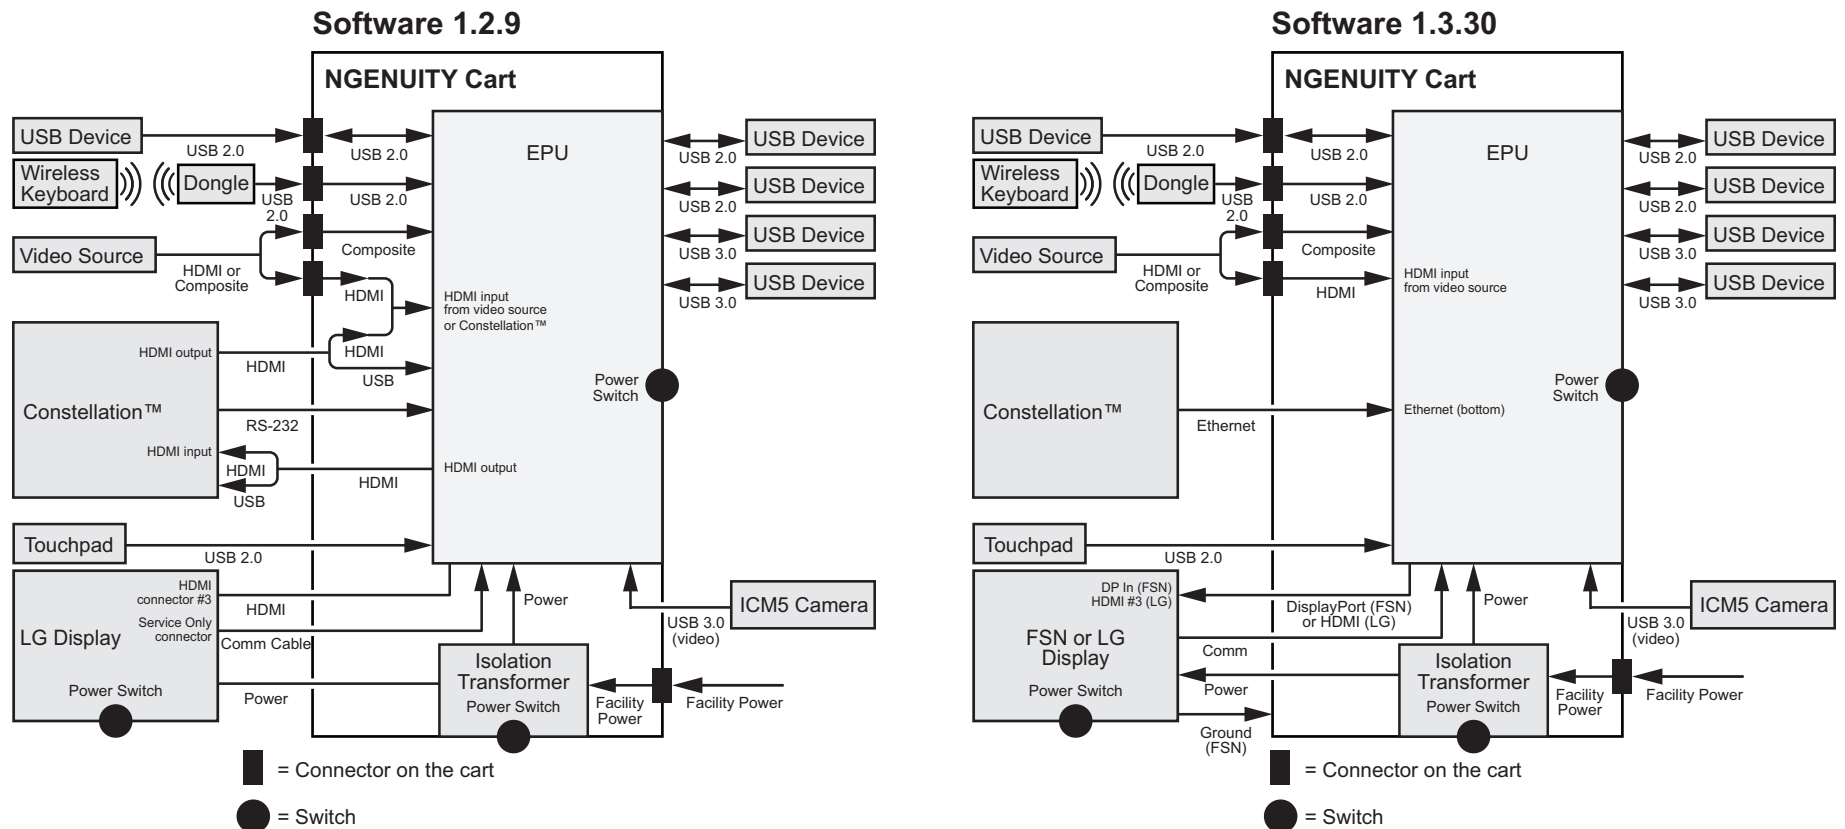 Software 1.2.9
NGENUITY Cart
USB Device
USB 2.0
USB 2.0
EPU
USB 2.0
USB Device
Wireless
Keyboard
Dongle
USB
2.0
USB 2.0
USB 2.0
USB Device
Video Source
HDMI or
Composite
Composite
HDMI
USB 3.0
USB Device
USB 3.0
USB Device
HDMI input
from video source
or Constellation™
HDMI output
HDMI
HDMI
USB
Power
Switch
Constellation™
RS-232
HDMI input
HDMI
USB
HDMI
HDMI output
Touchpad
USB 2.0
HDMI
connector #3
HDMI
Service Only
connector
LG Display
Comm Cable
Power
USB 3.0
(video)
ICM5 Camera
Isolation
Transformer
Power Switch
Power Switch
Power
Facility
Power
Facility Power
= Connector on the cart
= Switch
Software 1.3.30
NGENUITY Cart
USB Device
USB 2.0
USB 2.0
EPU
USB 2.0
USB Device
Wireless
Keyboard
Dongle
USB
2.0
USB 2.0
USB 2.0
USB Device
Video Source
HDMI or
Composite
Composite
HDMI
HDMI input
from video source
USB 3.0
USB Device
USB 3.0
USB Device
Power
Switch
Constellation™
Ethernet
Ethernet (bottom)
Touchpad
USB 2.0
DP In (FSN)
HDMI #3 (LG)
DisplayPort (FSN)
or HDMI (LG)
FSN or LG
Display
Comm
Power
Power Switch
Power
Ground
(FSN)
USB 3.0
(video)
ICM5 Camera
Isolation
Transformer
Power Switch
Facility
Power
Facility Power
= Connector on the cart
= Switch